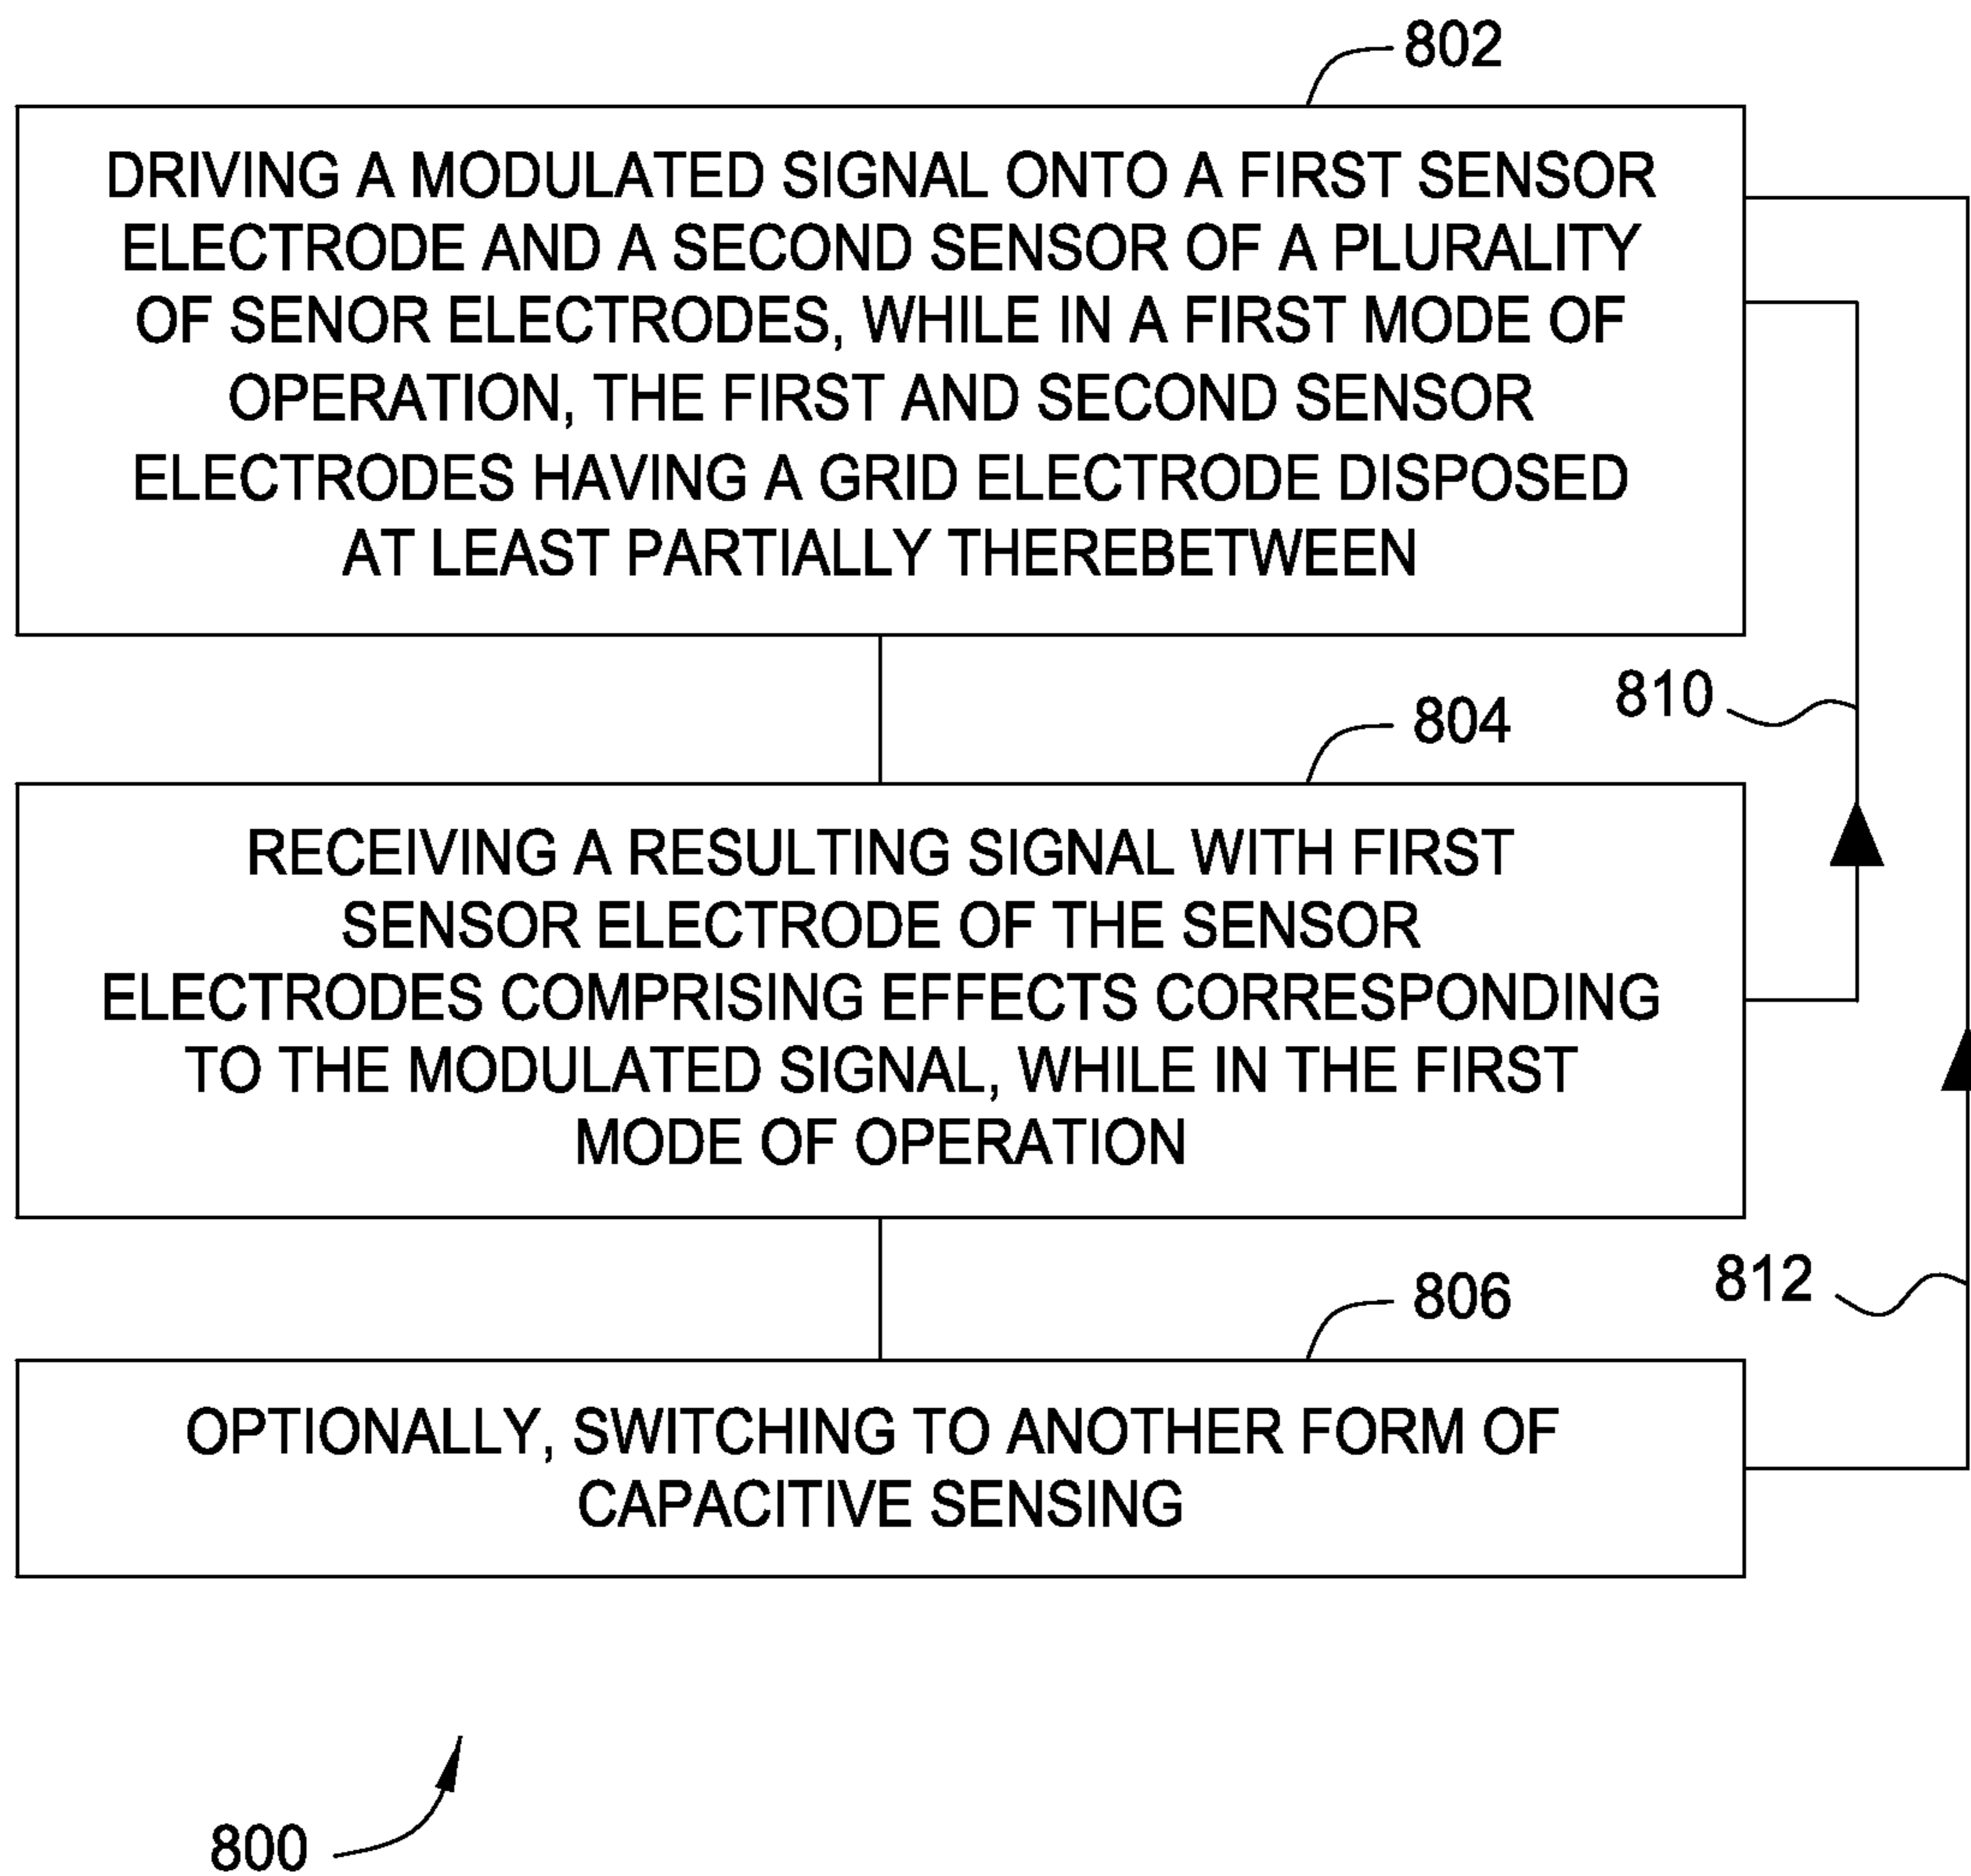 802
DRIVING A MODULATED SIGNAL ONTO A FIRST SENSOR
ELECTRODE AND A SECOND SENSOR OF A PLURALITY
OF SENOR ELECTRODES, WHILE IN A FIRST MODE OF
OPERATION, THE FIRST AND SECOND SENSOR
ELECTRODES HAVING A GRID ELECTRODE DISPOSED
AT LEAST PARTIALLY THEREBETWEEN
810
804
RECEIVING A RESULTING SIGNAL WITH FIRST
SENSOR ELECTRODE OF THE SENSOR
ELECTRODES COMPRISING EFFECTS CORRESPONDING
TO THE MODULATED SIGNAL, WHILE IN THE FIRST
MODE OF OPERATION
812
806
OPTIONALLY, SWITCHING TO ANOTHER FORM OF
CAPACITIVE SENSING
800